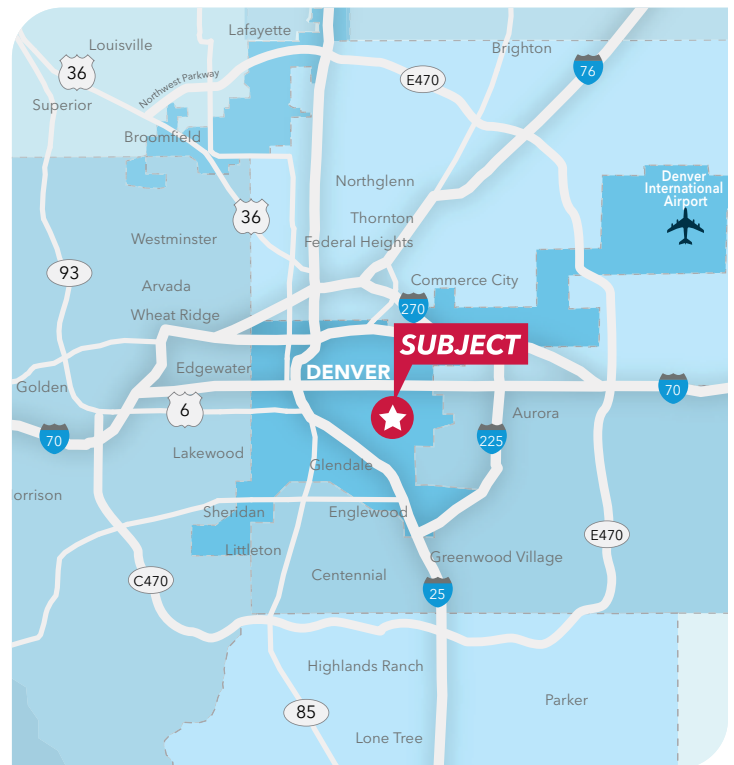 Lafayette
Louisville
Brighton
36
76
Northwest Parkway
E470
Superior
Broomfield
Denver
International
Airport
Northglenn
36
Thornton
Westminster
Federal Heights
93
Commerce City
Arvada
270
Wheat Ridge
SUBJECT
Edgewater
DENVER
Golden
70
6
Aurora
70
225
Lakewood
Glendale
orrison
Sheridan
Englewood
E470
Littleton
Greenwood Village
C470
Centennial
25
Highlands Ranch
Parker
85
Lone Tree